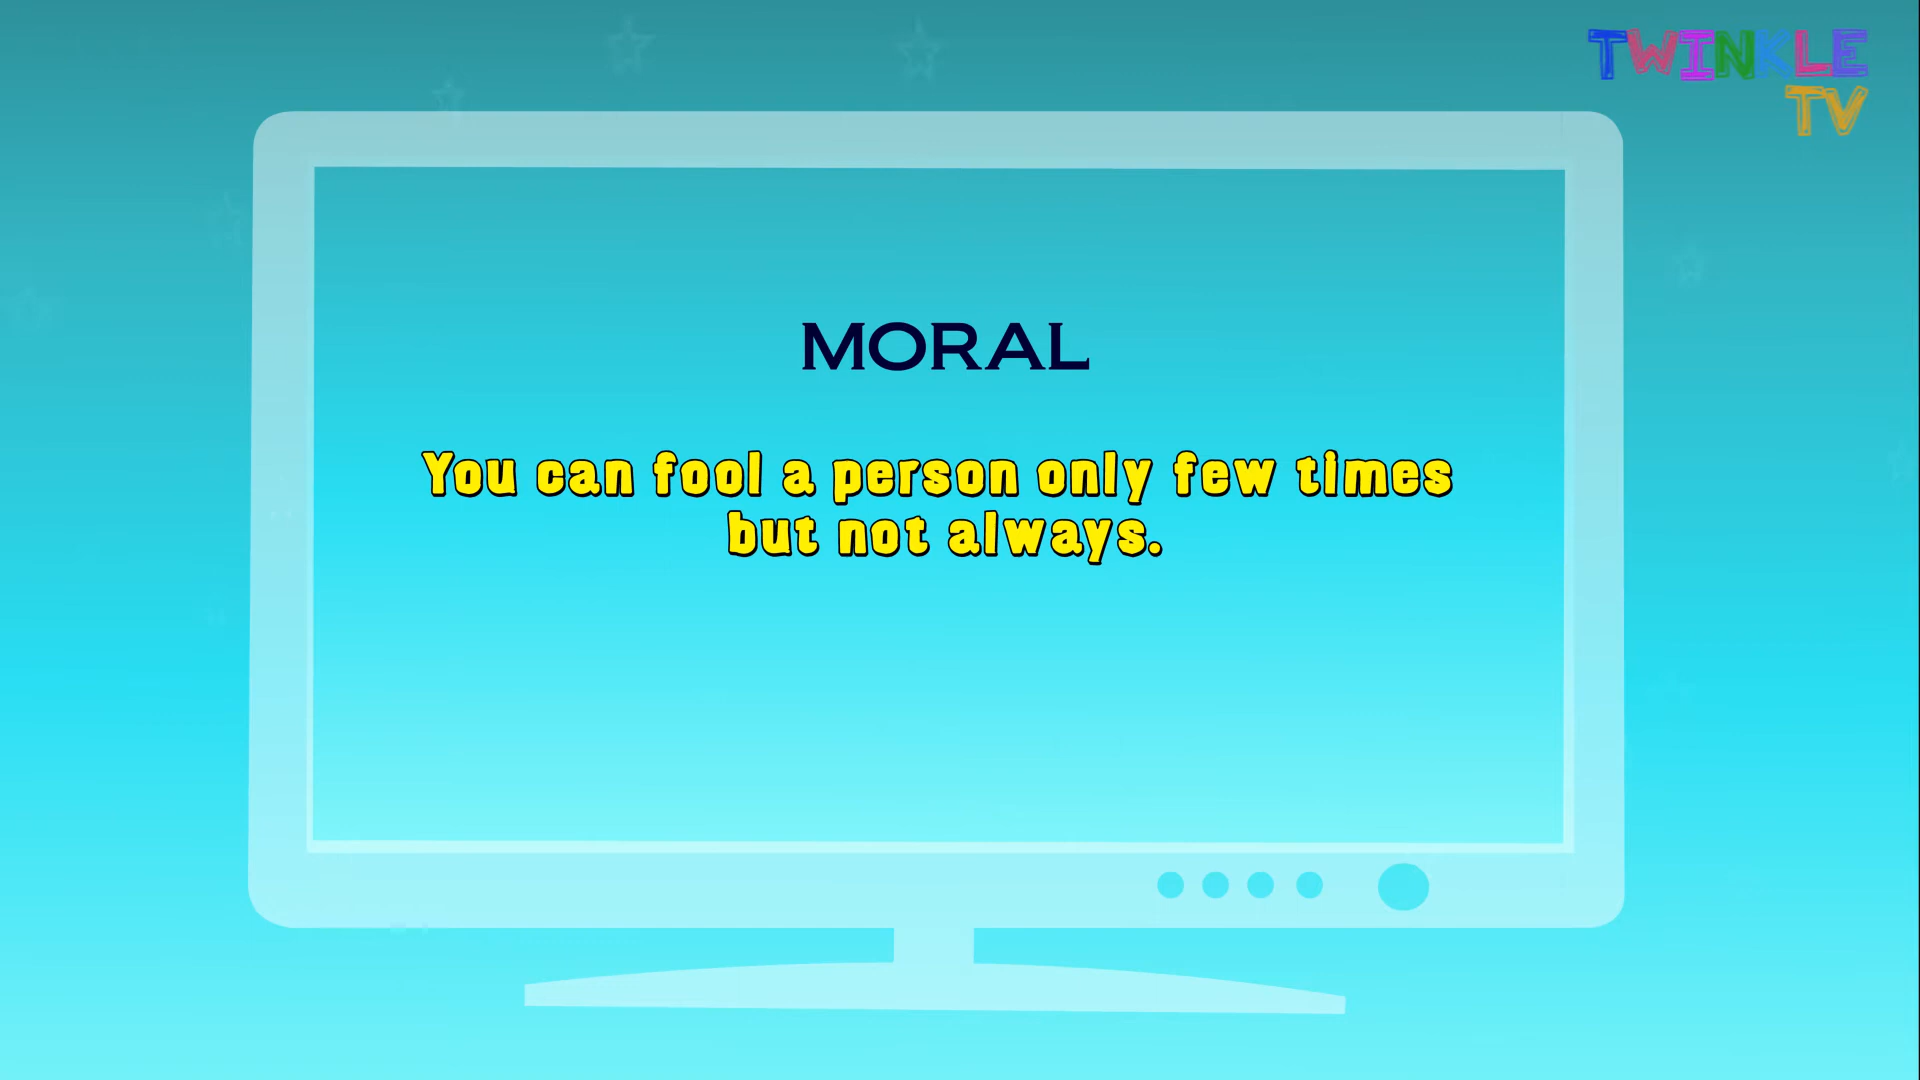 TWINKLE
TV
MORAL
You can fool a person only few times
but not always.